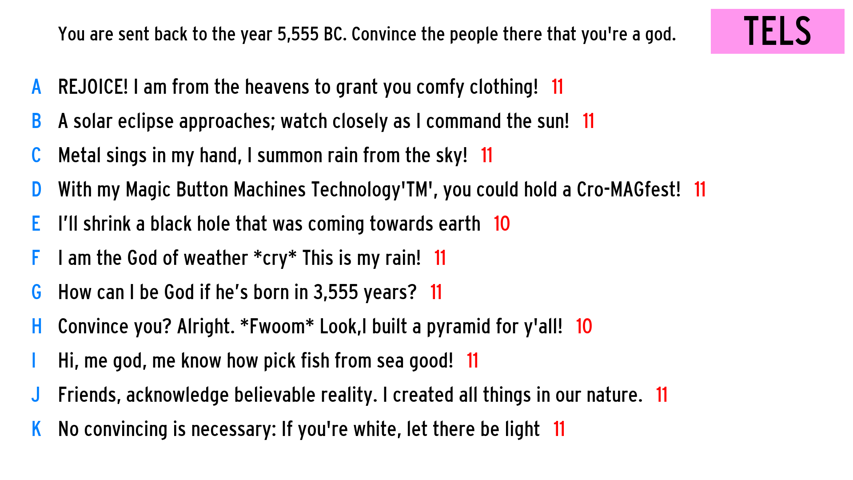 You are sent back to the year 5,555 BC. Convince the people there that you're a god.
TELS
A REJOICE! I am from the heavens to grant you comfy clothing! 11
B A solar eclipse approaches; watch closely as I command the sun! 11
C Metal sings in my hand, I summon rain from the sky! 11
D With my Magic Button Machines Technology'TM', you could hold a Cro-MAGfest! 11
E I’ll shrink a black hole that was coming towards earth 10
F I am the God of weather *cry* This is my rain! 11
G How can I be God if he’s born in 3,555 years? 11
H Convince you? Alright. *Fwoom* Look,I built a pyramid for y'all! 10
I Hi, me god, me know how pick fish from sea good! 11
J Friends, acknowledge believable reality. I created all things in our nature. 11
K No convincing is necessary: If you're white, let there be light 11